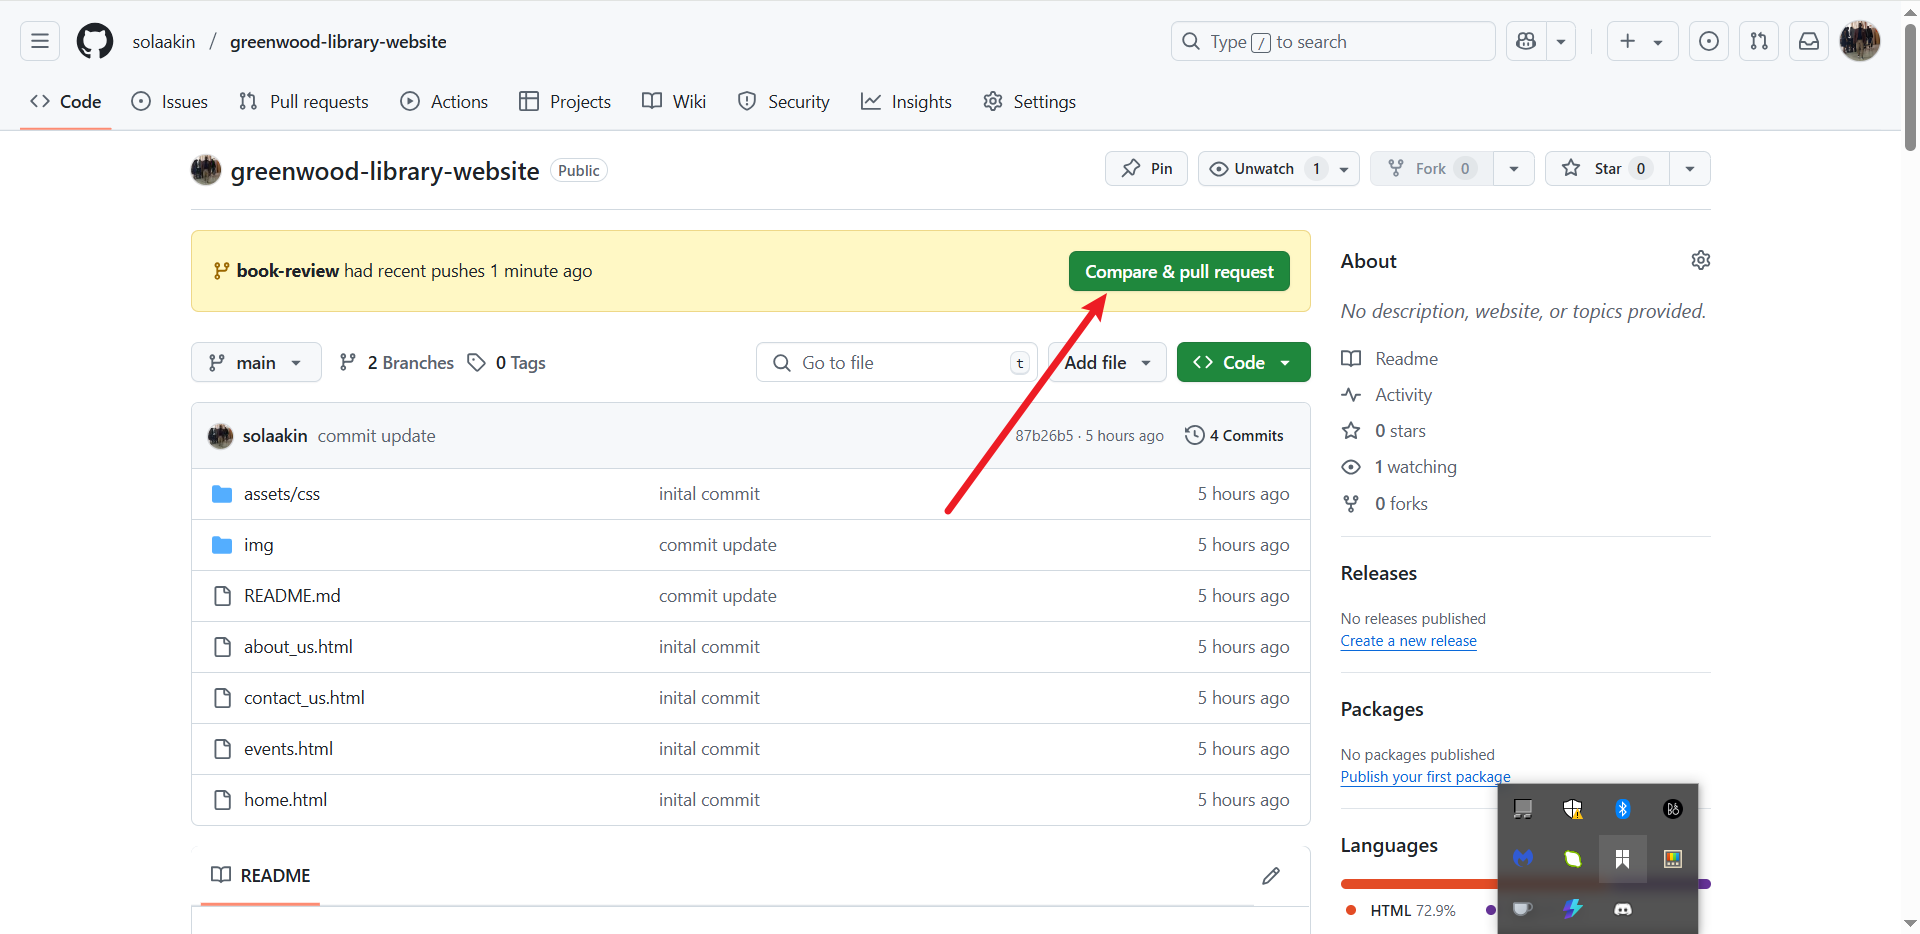 solaakin / greenwood-library-website
Type / to search
Code Issues Pull requests Actions Projects Wiki Security Insights Settings
greenwood-library-website Public
Pin Unwatch 1 Fork 0 Star 0
book-review had recent pushes 1 minute ago
Compare & pull request
main 2 Branches 0 Tags
Go to file t
Add file
Code
solaakin commit update 87b26b5 · 5 hours ago 4 Commits
assets/css inital commit 5 hours ago
img commit update 5 hours ago
README.md commit update 5 hours ago
about_us.html inital commit 5 hours ago
contact_us.html inital commit 5 hours ago
events.html inital commit 5 hours ago
home.html inital commit 5 hours ago
README
About
No description, website, or topics provided.
Readme
Activity
0 stars
1 watching
0 forks
Releases
No releases published
Create a new release
Packages
No packages published
Publish your first package
Languages
HTML 72.9%